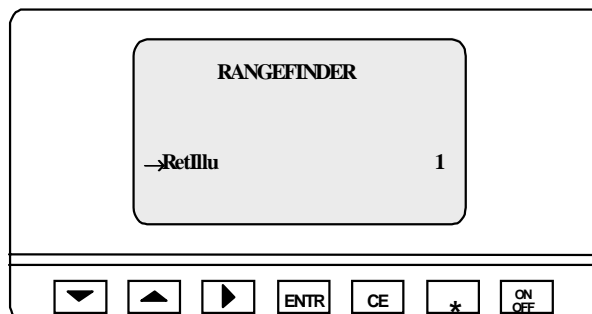 RANGEFINDER
→RetIllu 1
ENTR CE * ON
OFF